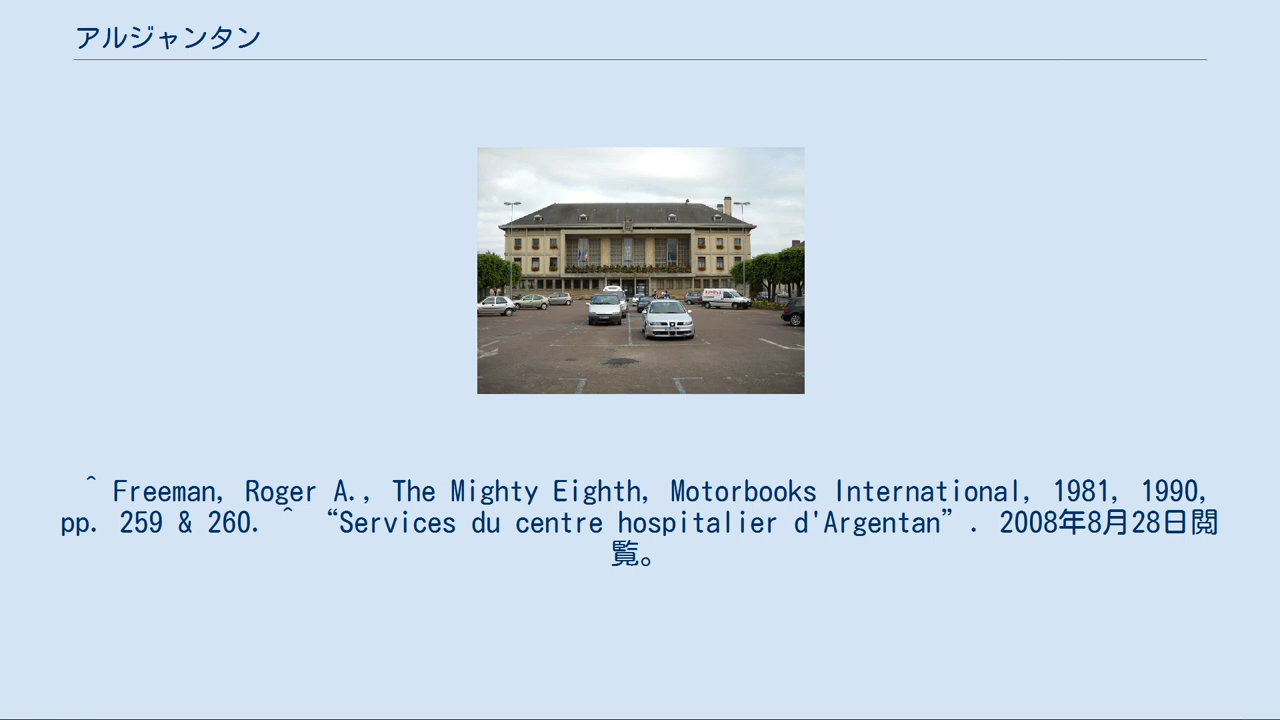 アルジャンタン
^ Freeman, Roger A., The Mighty Eighth, Motorbooks International, 1981, 1990,
pp. 259 & 260. ^ “Services du centre hospitalier d'Argentan”. 2008年8月28日閲
覧。